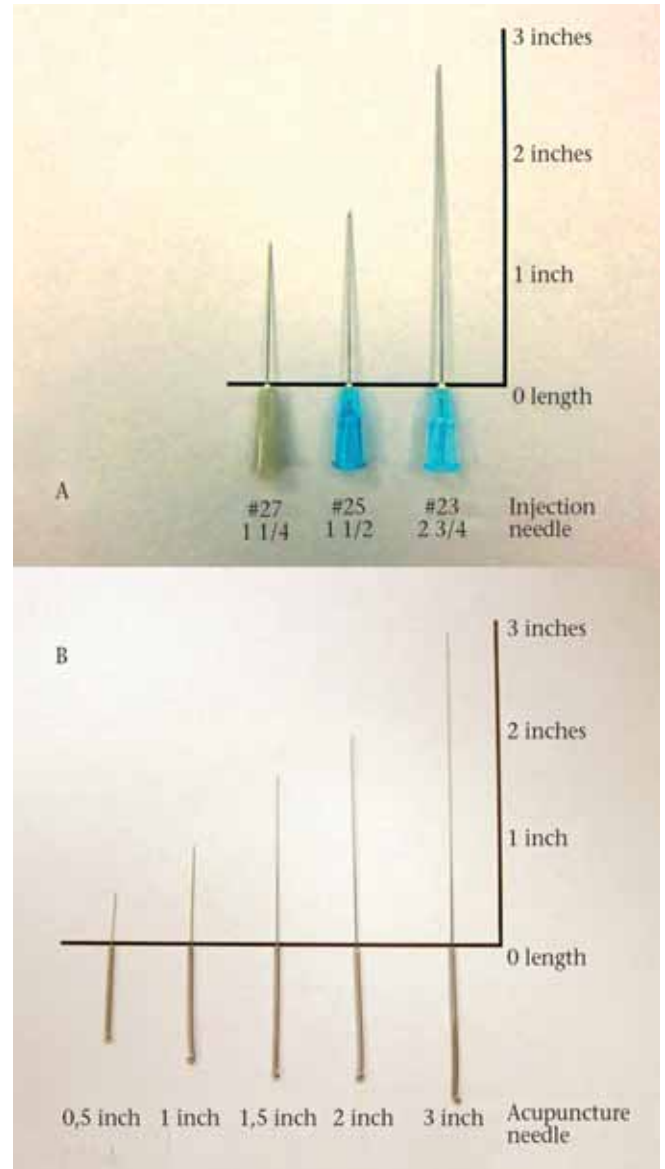 3 inches
2 inches
1 inch
0 length
A
#27 #25 #23 Injection
1 1/4 1 1/2 2 3/4 needle
3 inches
B
2 inches
1 inch
0 length
0,5 inch 1 inch 1,5 inch 2 inch 3 inch Acupuncture
needle